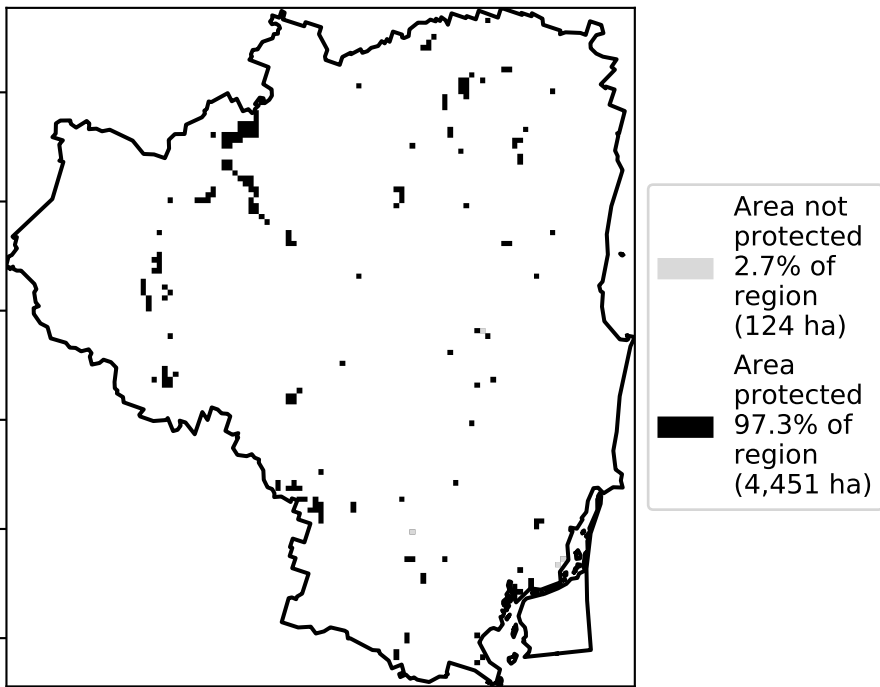 Area not
protected
2.7% of
region
(124 ha)
Area
protected
97.3% of
region
(4,451 ha)